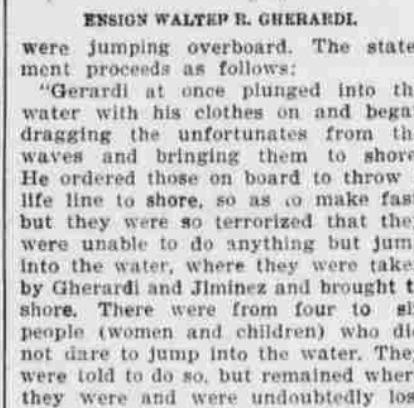 ENSIGN WALTEP R. GHERARDI.
were jumping overboard. The state-
ment proceeds as follows:
"Gerardi at once plunged into th
water with his clothes on and bega
dragging the unfortunates from th
waves and bringing them to shore
He ordered those on board to throw
life line to shore, so as to make fas
but they were so terrorized that the
were unable to do anything but jum
into the water, where they were take
by Gherardi and Jiminez and brought t
shore. There were from four to si
people (women and children) who di
not dare to jump into the water. The
were told to do so, but remained wher
they were and were undoubtedly los